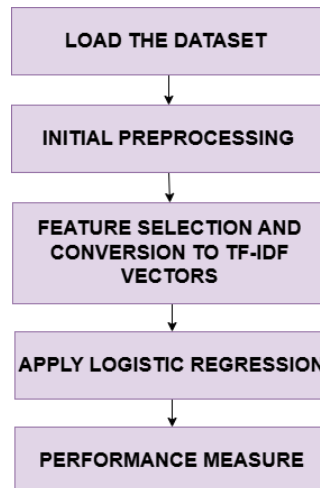 LOAD THE DATASET
INITIAL PREPROCESSING
FEATURE SELECTION AND
CONVERSION TO TF-IDF
VECTORS
APPLY LOGISTIC REGRESSION
PERFORMANCE MEASURE